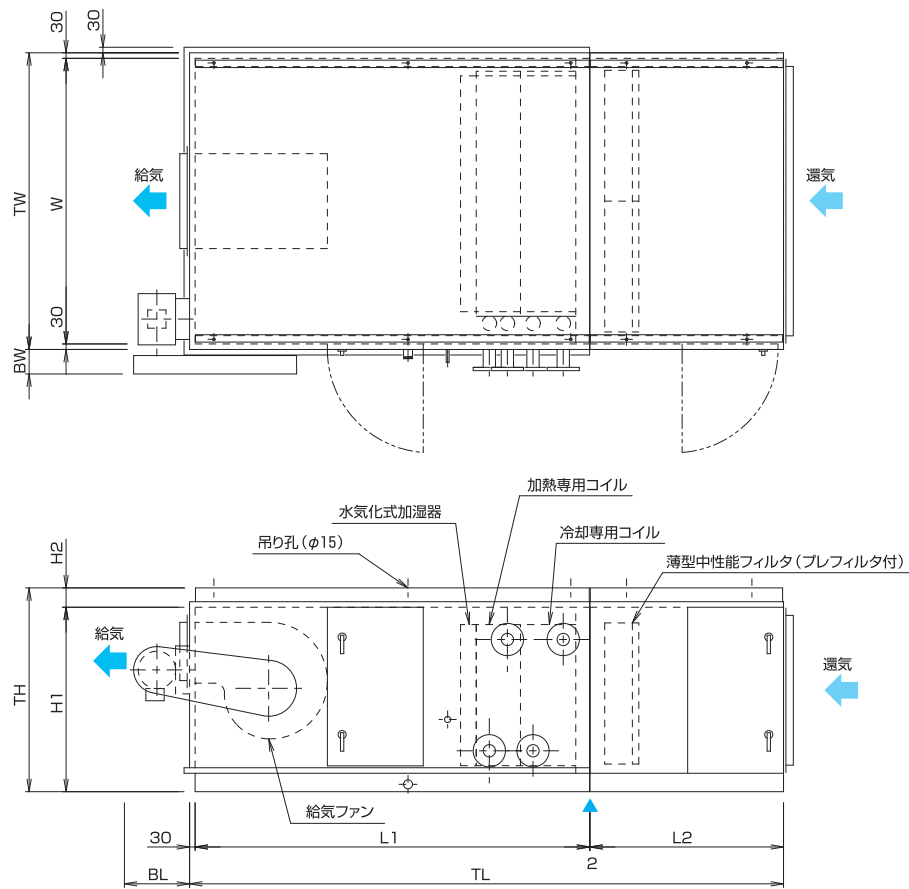 30
30
給気
還気
TW
W
30
BW
加熱専用コイル
水気化式加湿器
冷却専用コイル
吊り孔(φ15)
薄型中性能フィルタ(プレフィルタ付)
H2
給気
還気
TH
H1
給気ファン
30
L1
L2
2
BL
TL